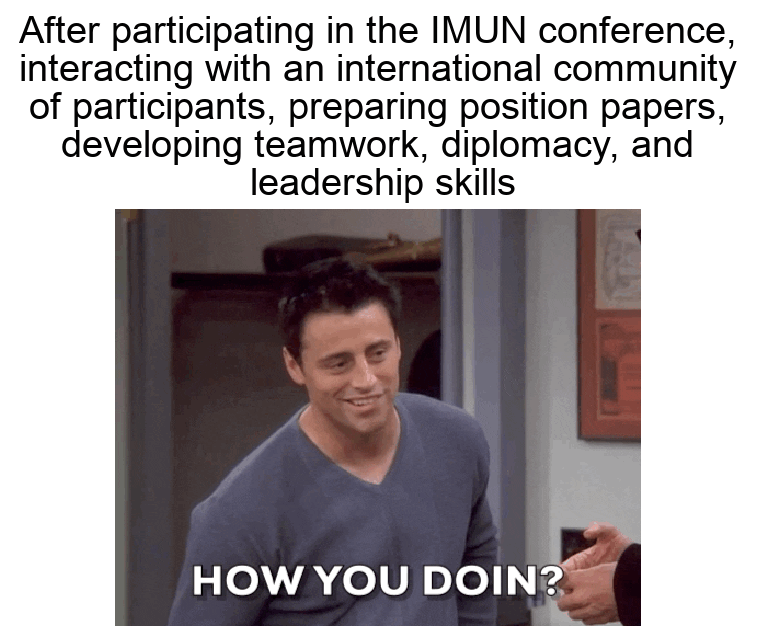 After participating in the IMUN conference,
interacting with an international community
of participants, preparing position papers,
developing teamwork, diplomacy, and
leadership skills
HOW YOU DOIN?